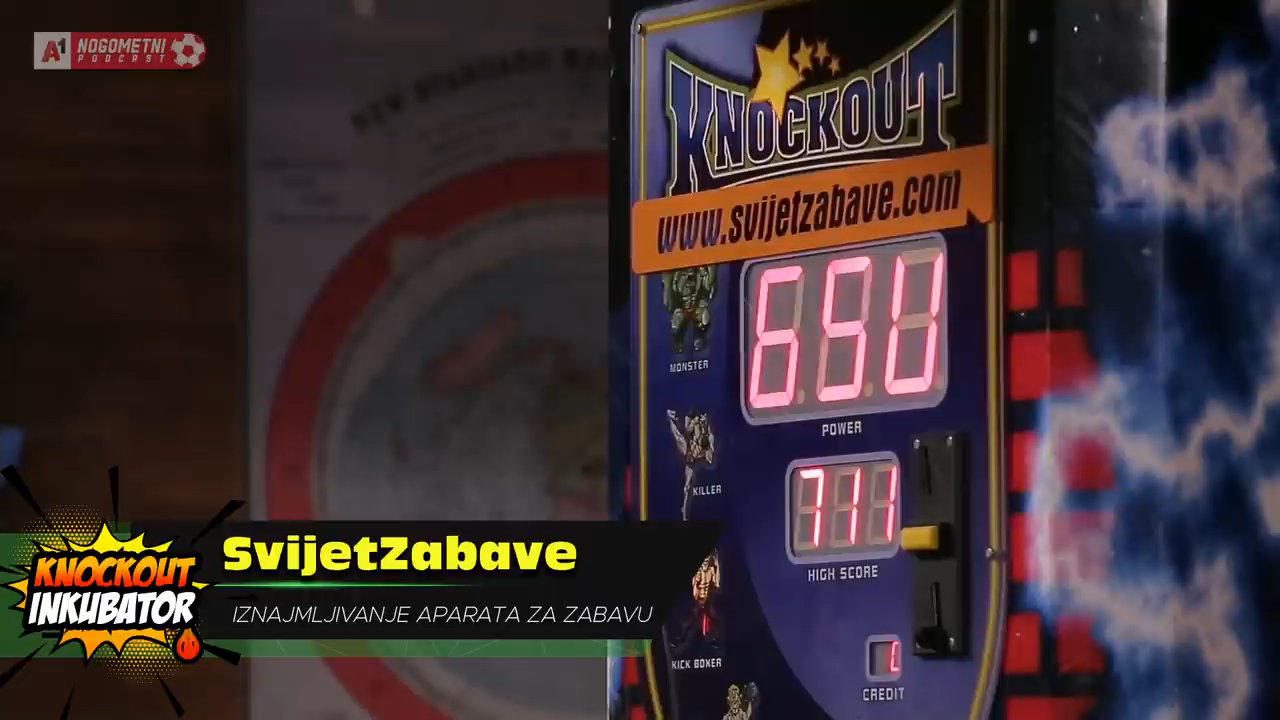 A1 NOGOMETNI
PODCAST
KNOCKOUT
www.svijetzabave.com
MONSTER
POWER
KILLER
711
HIGH SCORE
KICK BOXER
CREDIT
KNOCKOUT
INKUBATOR
SvijetZabave
IZNAJMLJIVANJE APARATA ZA ZABAVU